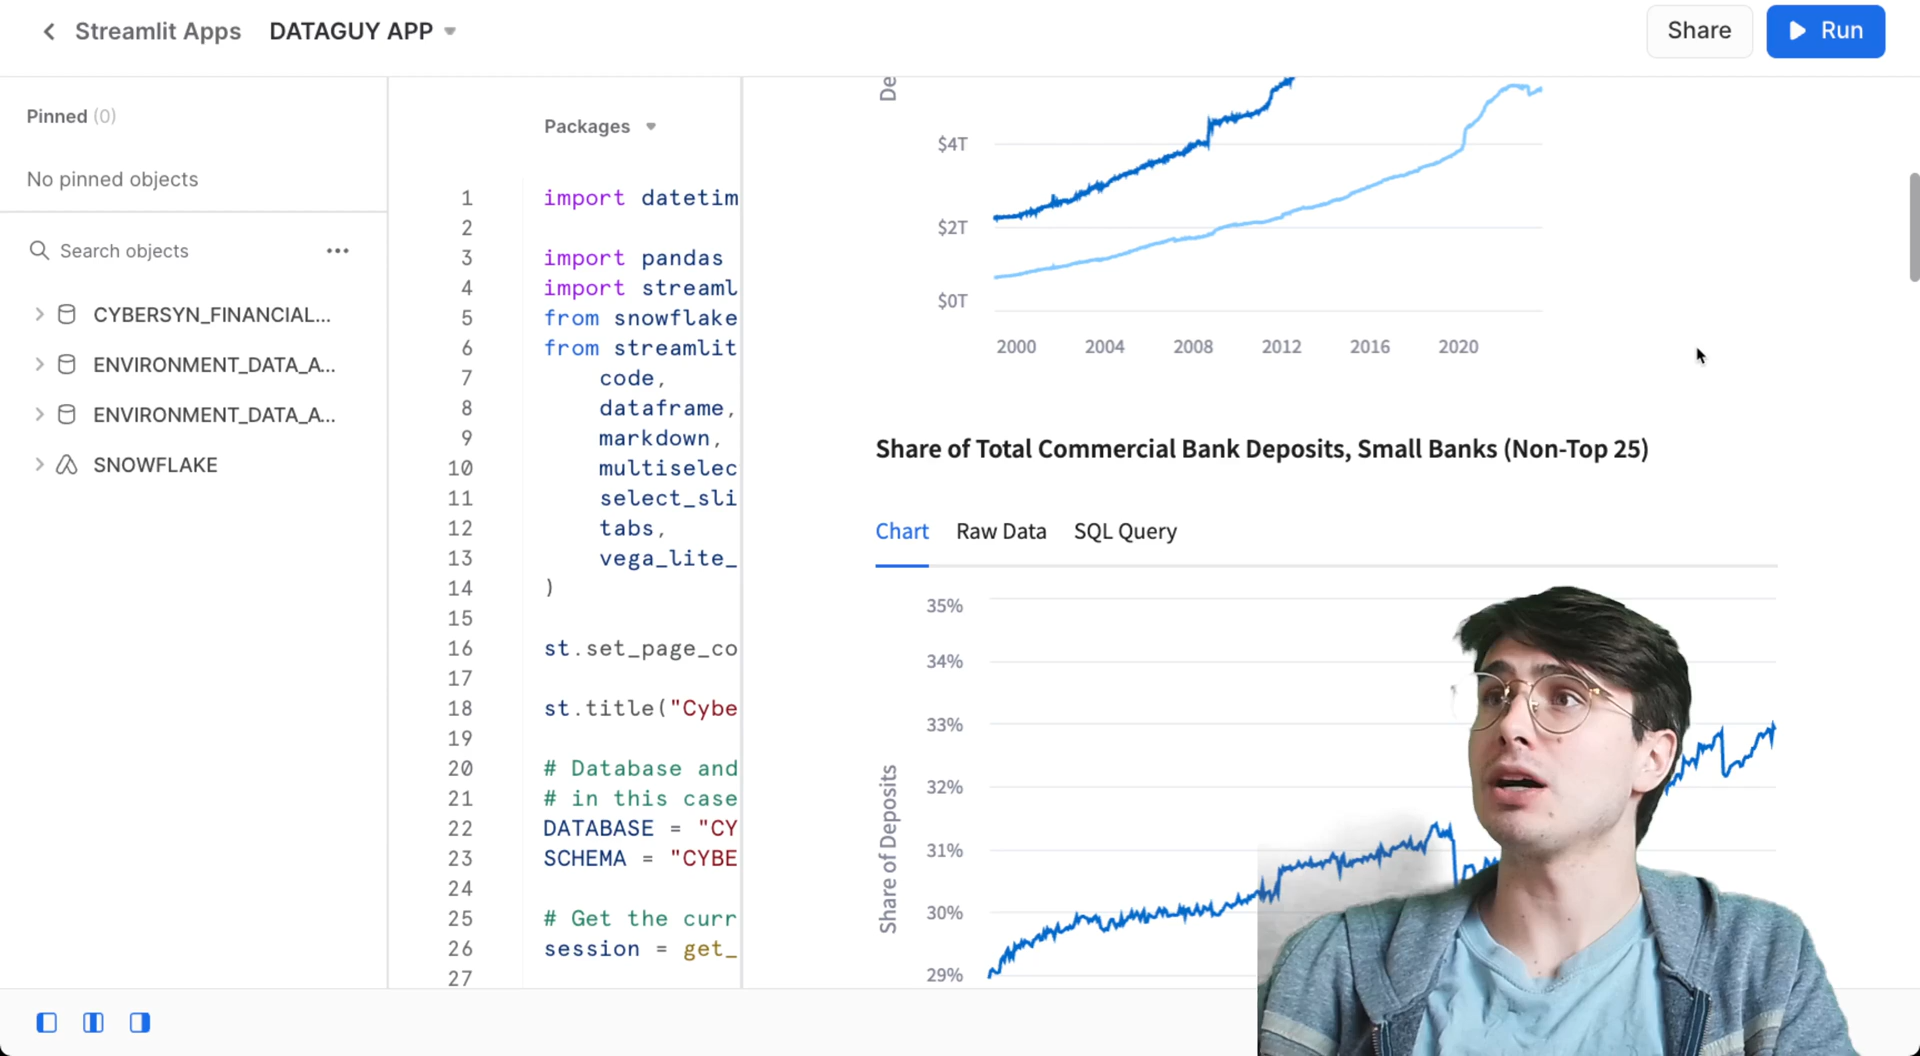 Streamlit Apps DATAGUY APP
Share
Run
Pinned (0)
No pinned objects
Search objects
CYBERSYN_FINANCIAL...
ENVIRONMENT_DATA_A...
ENVIRONMENT_DATA_A...
SNOWFLAKE
Packages
1 import datetim
2
3 import pandas
4 import streaml
5 from snowflake
6 from streamlit
7 code,
8 dataframe,
9 markdown,
10 multiselec
11 select_sli
12 tabs,
13 vega_lite_
14 )
15
16 st.set_page_co
17
18 st.title("Cybe
19
20 # Database and
21 # in this case
22 DATABASE = "CY
23 SCHEMA = "CYBE
24
25 # Get the curr
26 session = get_
27
De
$4T
$2T
$0T
2000 2004 2008 2012 2016 2020
Share of Total Commercial Bank Deposits, Small Banks (Non-Top 25)
Chart Raw Data SQL Query
Share of Deposits
35%
34%
33%
32%
31%
30%
29%